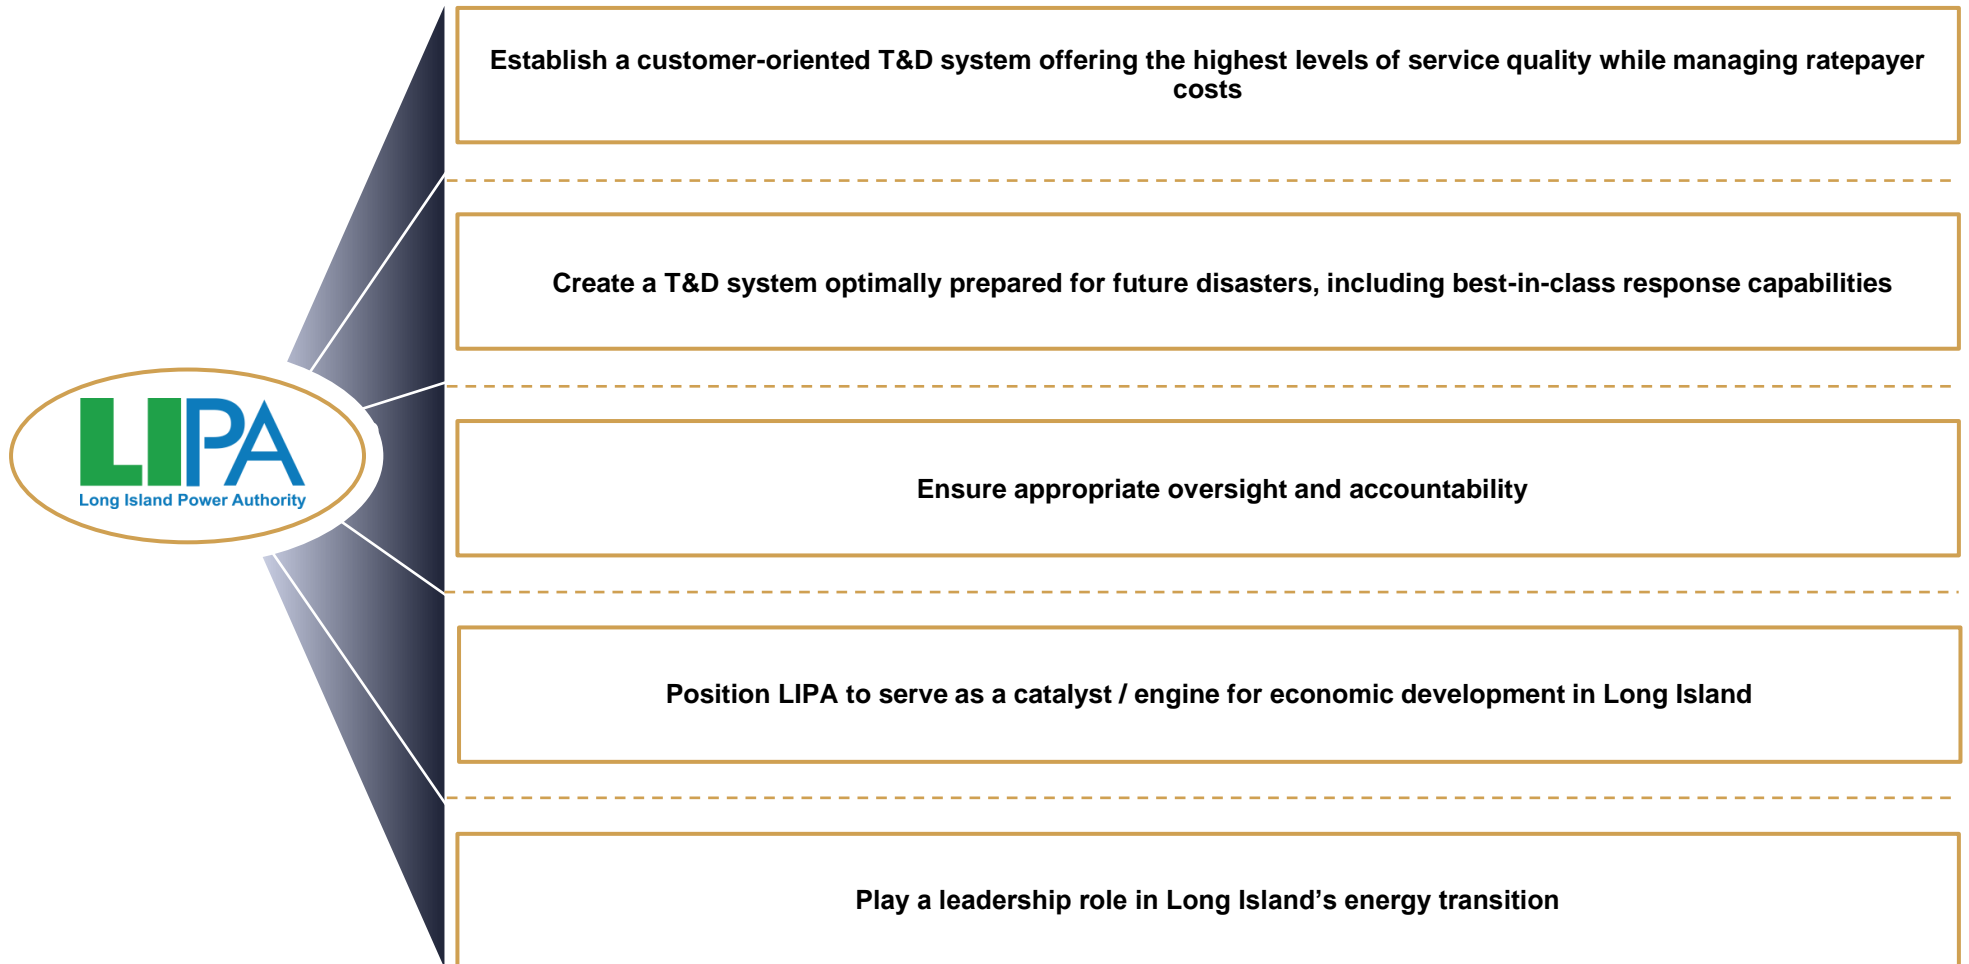 Establish a customer-oriented T&D system offering the highest levels of service quality while managing ratepayer
costs
Create a T&D system optimally prepared for future disasters, including best-in-class response capabilities
LIPA
Long Island Power Authority
Ensure appropriate oversight and accountability
Position LIPA to serve as a catalyst / engine for economic development in Long Island
Play a leadership role in Long Island’s energy transition